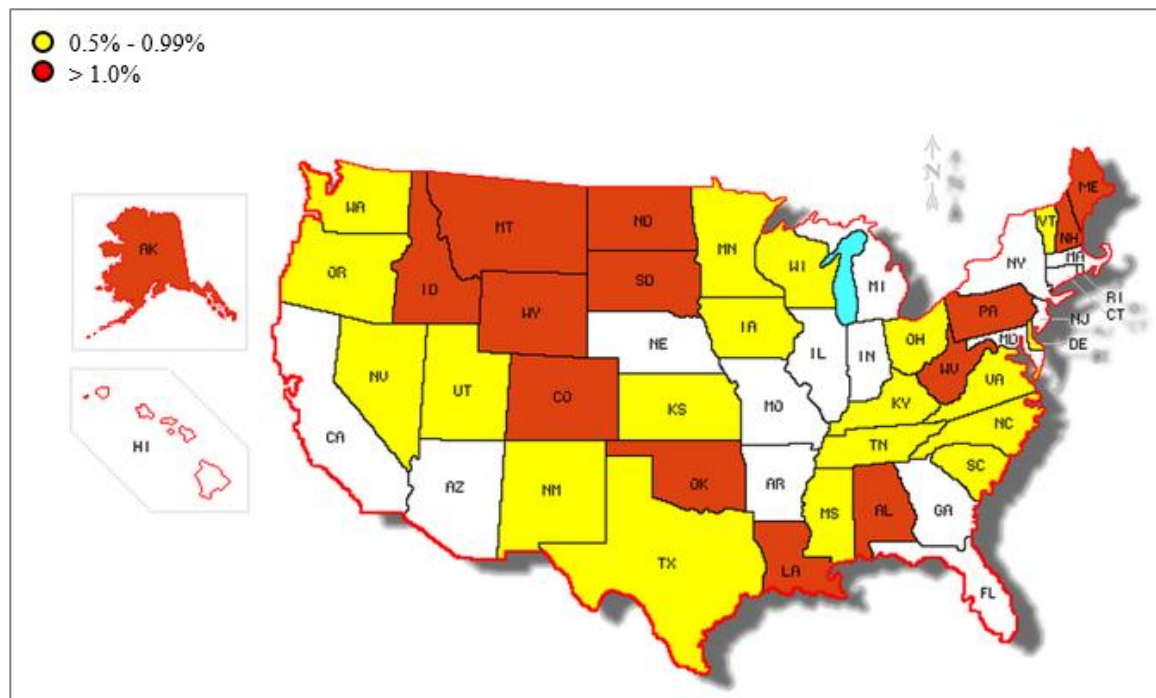 0.5% - 0.99%
> 1.0%
N
N
WA
MT
ND
MN
ME
VT
NH
AK
OR
ID
SD
WI
NY
MA
MI
WY
RI
CT
PA
NJ
IA
NE
OH
MD
DE
IL
IN
NV
UT
CO
WV
VA
KS
MO
KY
CA
HI
NC
TN
AZ
NM
OK
AR
SC
MS
AL
GA
TX
LA
FL